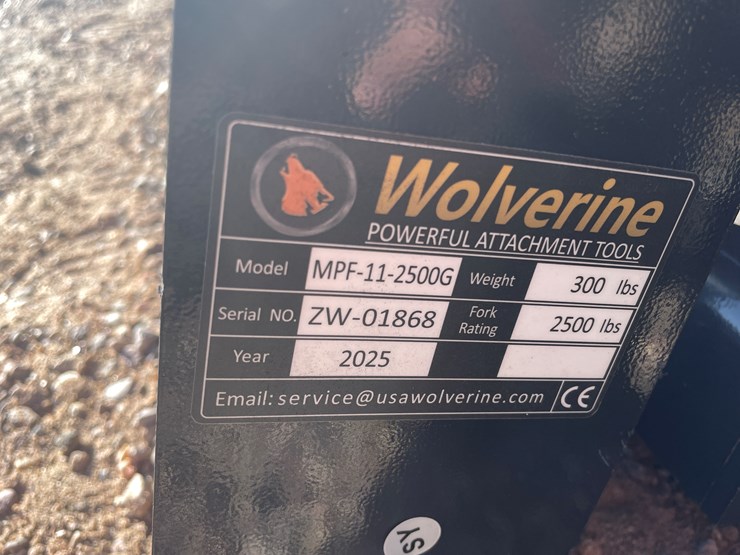 Wolverine
POWERFUL ATTACHMENT TOOLS
Model MPF-11-2500G Weight 300 lbs
Serial NO. ZW-01868 Fork Rating 2500 lbs
Year 2025
Email: service@usawolverine.com CE
SY